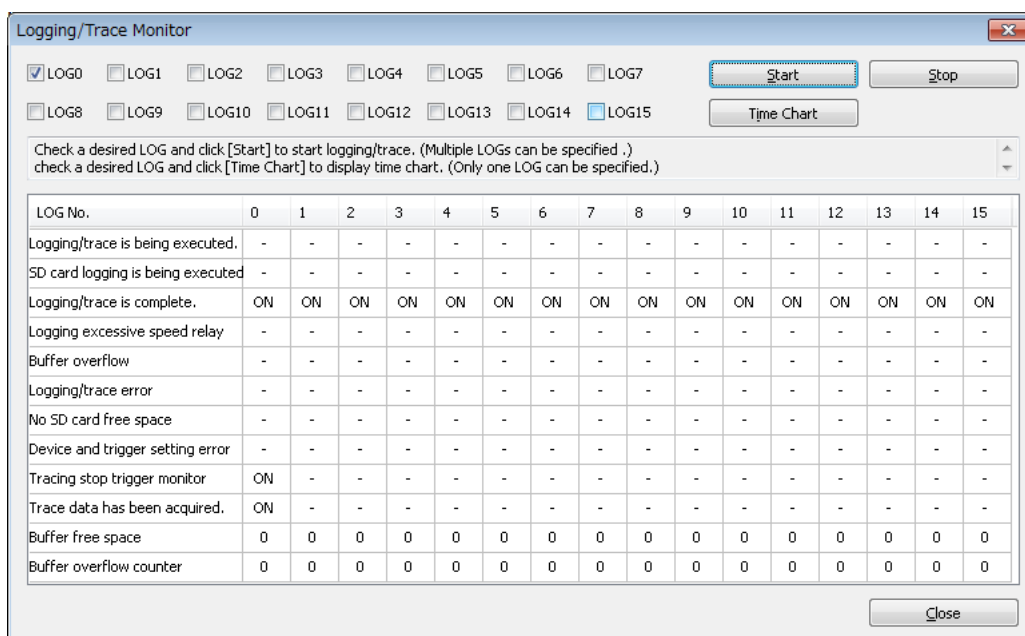 Logging/Trace Monitor
LOG0 LOG1 LOG2 LOG3 LOG4 LOG5 LOG6 LOG7 Start Stop
LOG8 LOG9 LOG10 LOG11 LOG12 LOG13 LOG14 LOG15 Time Chart
Check a desired LOG and click [Start] to start logging/trace. (Multiple LOGs can be specified .)
check a desired LOG and click [Time Chart] to display time chart. (Only one LOG can be specified.)
LOG No. 0 1 2 3 4 5 6 7 8 9 10 11 12 13 14 15
Logging/trace is being executed. - - - - - - - - - - - - - - - -
SD card logging is being executed - - - - - - - - - - - - - - - -
Logging/trace is complete. ON ON ON ON ON ON ON ON ON ON ON ON ON ON ON ON
Logging excessive speed relay - - - - - - - - - - - - - - - -
Buffer overflow - - - - - - - - - - - - - - - -
Logging/trace error - - - - - - - - - - - - - - - -
No SD card free space - - - - - - - - - - - - - - - -
Device and trigger setting error - - - - - - - - - - - - - - - -
Tracing stop trigger monitor ON - - - - - - - - - - - - - - -
Trace data has been acquired. ON - - - - - - - - - - - - - - -
Buffer free space 0 0 0 0 0 0 0 0 0 0 0 0 0 0 0 0
Buffer overflow counter 0 0 0 0 0 0 0 0 0 0 0 0 0 0 0 0
Close